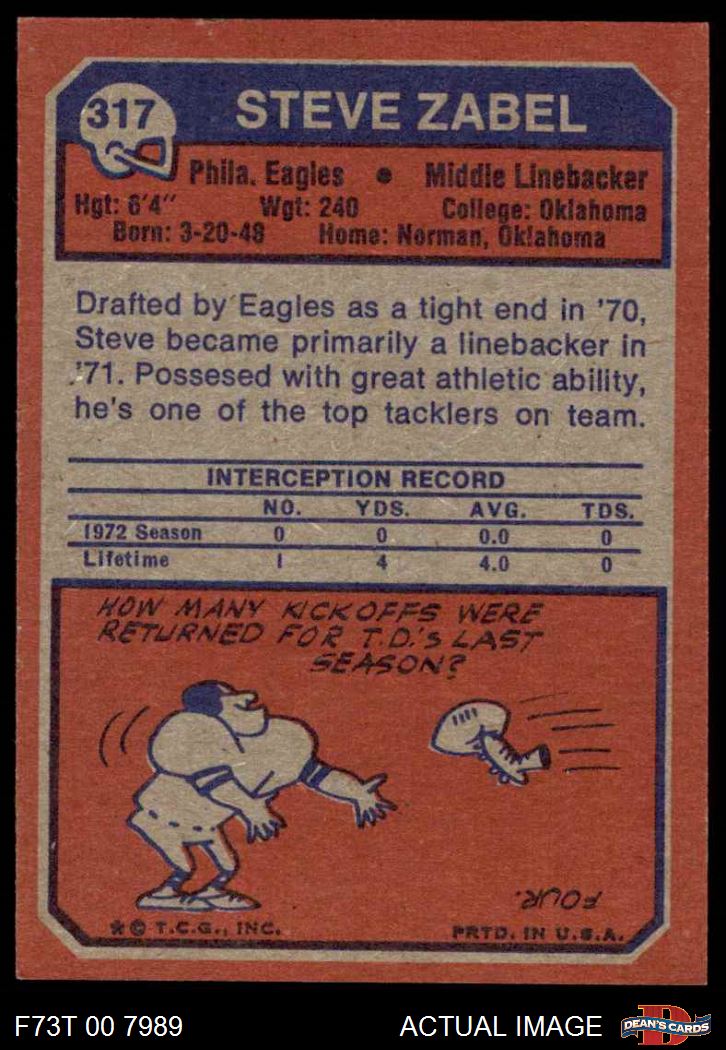 317
STEVE ZABEL
Phila. Eagles • Middle Linebacker
Hgt: 6'4" Wgt: 240 College: Oklahoma
Born: 3-20-48 Home: Norman, Oklahoma
Drafted by Eagles as a tight end in '70,
Steve became primarily a linebacker in
'71. Possesed with great athletic ability,
he's one of the top tacklers on team.
INTERCEPTION RECORD
NO. YDS. AVG. TDS.
1972 Season 0 0 0.0 0
Lifetime 1 4 4.0 0
HOW MANY KICKOFFS WERE
RETURNED FOR T.D.'S LAST
SEASON?
FOUR.
*© T.C.G., INC. PRTD. IN U.S.A.
F73T 00 7989 ACTUAL IMAGE
D
DEAN'S CARDS